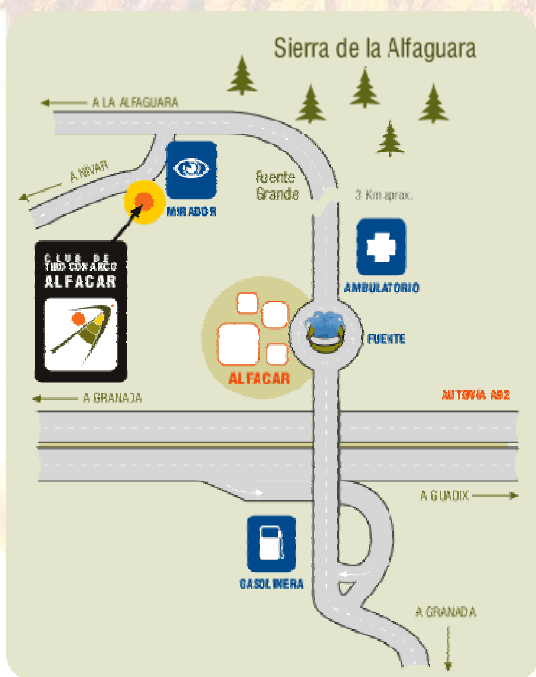 Sierra de la Alfaguara
A LA ALFAGUARA
A NIVAR
MIRADOR
Fuente
Grande
3 Km aprox.
CLUB DE
TIRO CON ARCO
ALFACAR
AMBULATORIO
FUENTE
ALFACAR
A GRANADA
AUTOVIA A92
A GUADIX
GASOLINERA
A GRANADA